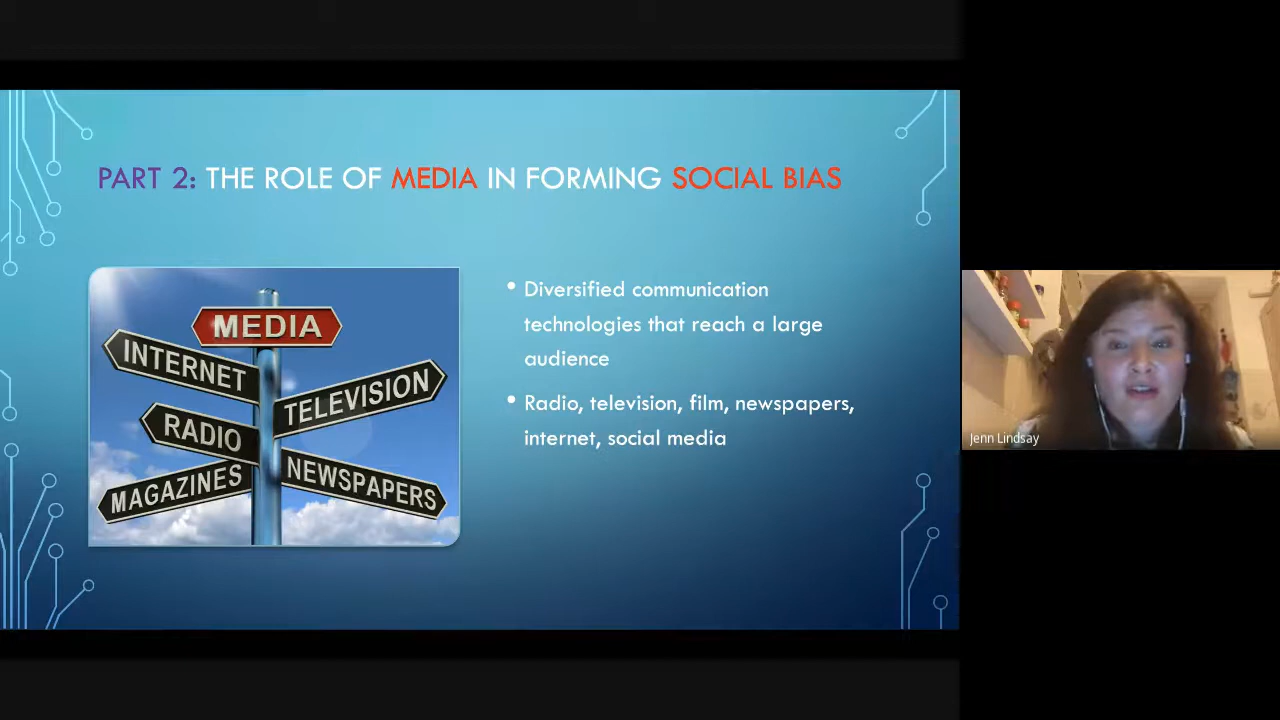 PART 2: THE ROLE OF MEDIA IN FORMING SOCIAL BIAS
MEDIA
INTERNET
TELEVISION
RADIO
MAGAZINES
NEWSPAPERS
• Diversified communication
technologies that reach a large
audience
• Radio, television, film, newspapers,
internet, social media
Jenn Lindsay